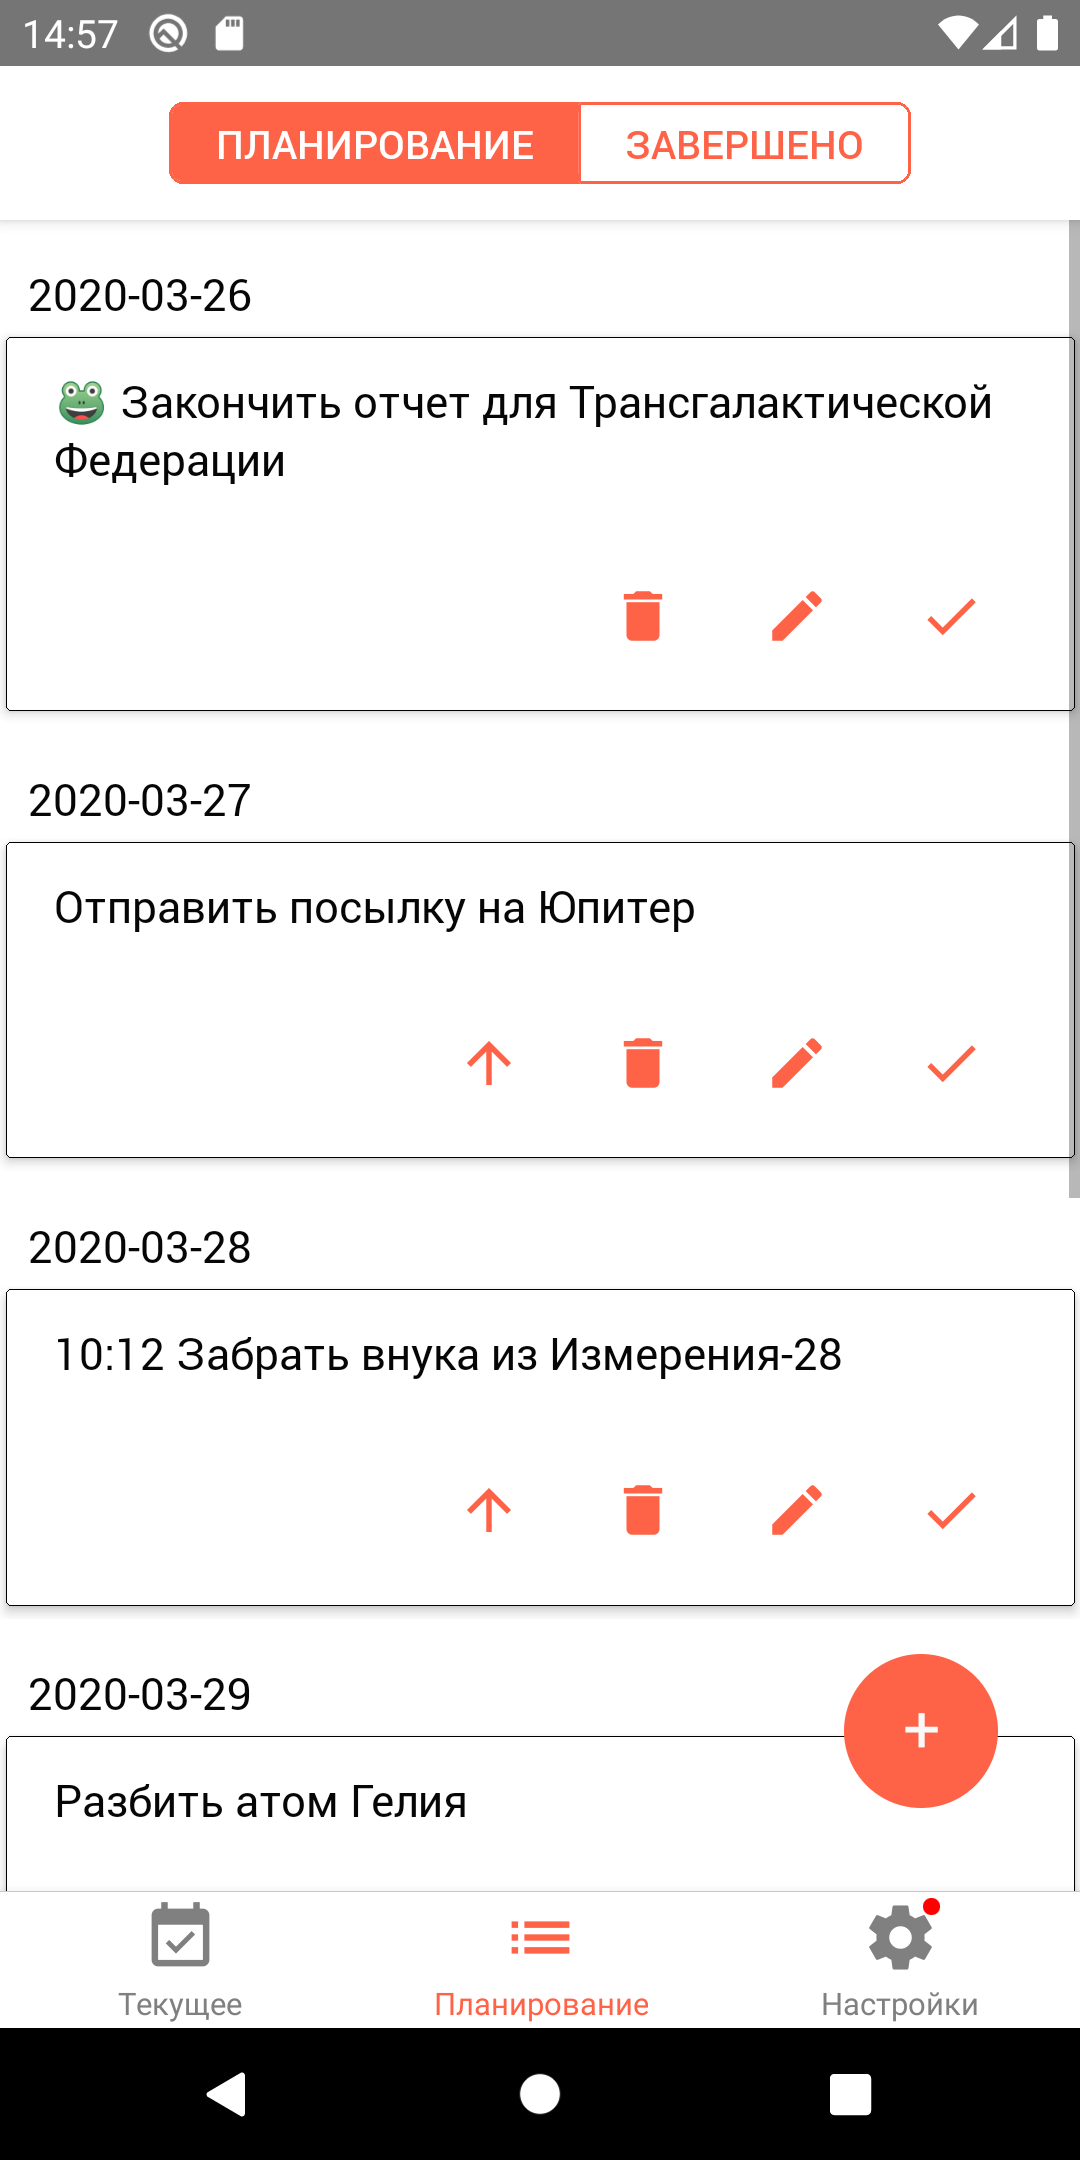 14:57
ПЛАНИРОВАНИЕ ЗАВЕРШЕНО
2020-03-26
🐸 Закончить отчет для Трансгалактической
Федерации
2020-03-27
Отправить посылку на Юпитер
2020-03-28
10:12 Забрать внука из Измерения-28
2020-03-29
+
Разбить атом Гелия
Текущее Планирование Настройки